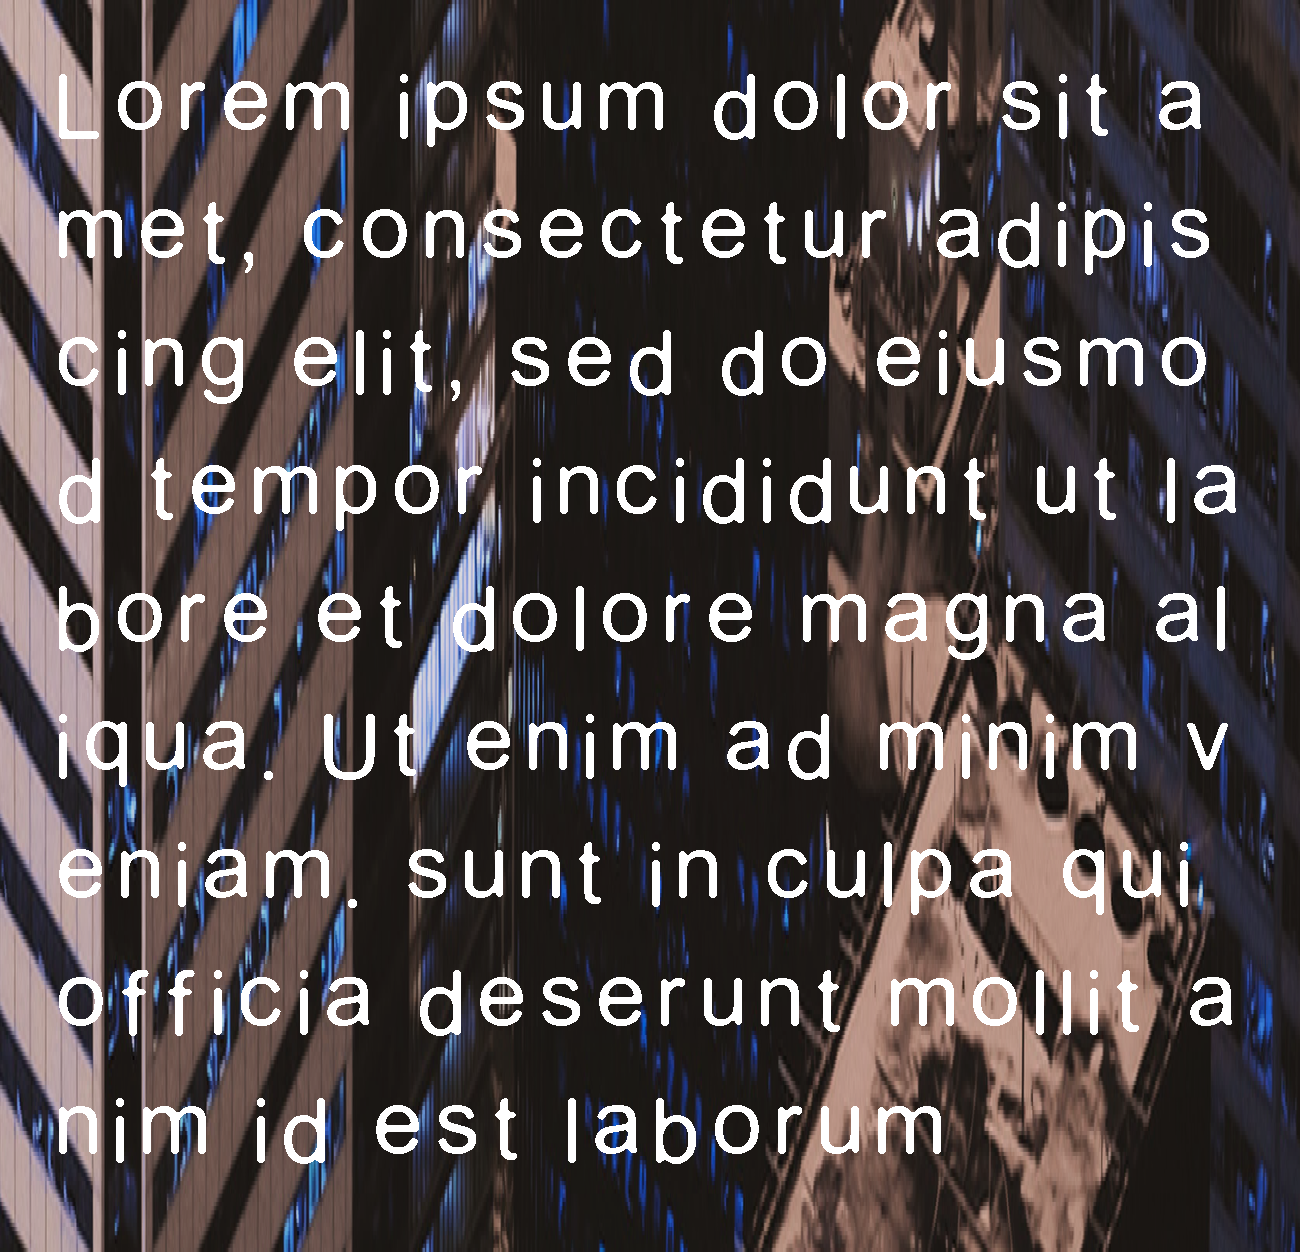 Lorem ipsum dolor sit a
met, consectetur adipis
cing elit, sed do eiusmo
d tempor incididunt ut la
bore et dolore magna al
iqua. Ut enim ad minim v
eniam. sunt in culpa qui
officia deserunt mollit a
nim id est laborum